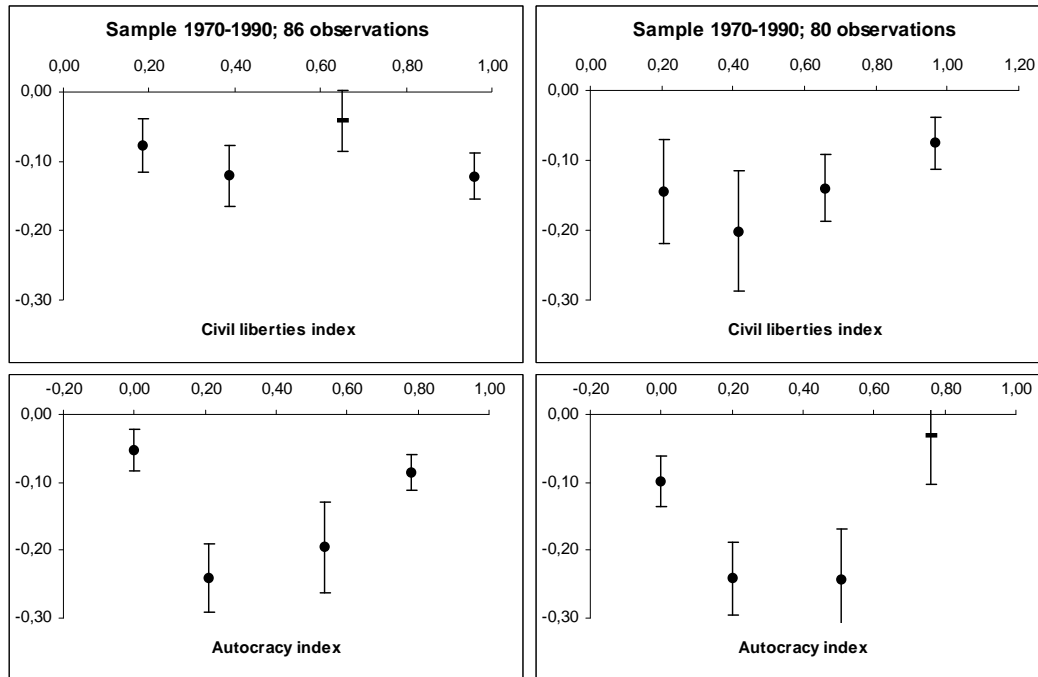 Sample 1970-1990; 86 observations
0,00 0,20 0,40 0,60 0,80 1,00
0,00
-0,10
-0,20
-0,30
Civil liberties index
Sample 1970-1990; 80 observations
0,00 0,20 0,40 0,60 0,80 1,00 1,20
0,00
-0,10
-0,20
-0,30
Civil liberties index
-0,20 0,00 0,20 0,40 0,60 0,80 1,00
0,00
-0,10
-0,20
-0,30
Autocracy index
-0,20 0,00 0,20 0,40 0,60 0,80 1,00
0,00
-0,10
-0,20
-0,30
Autocracy index